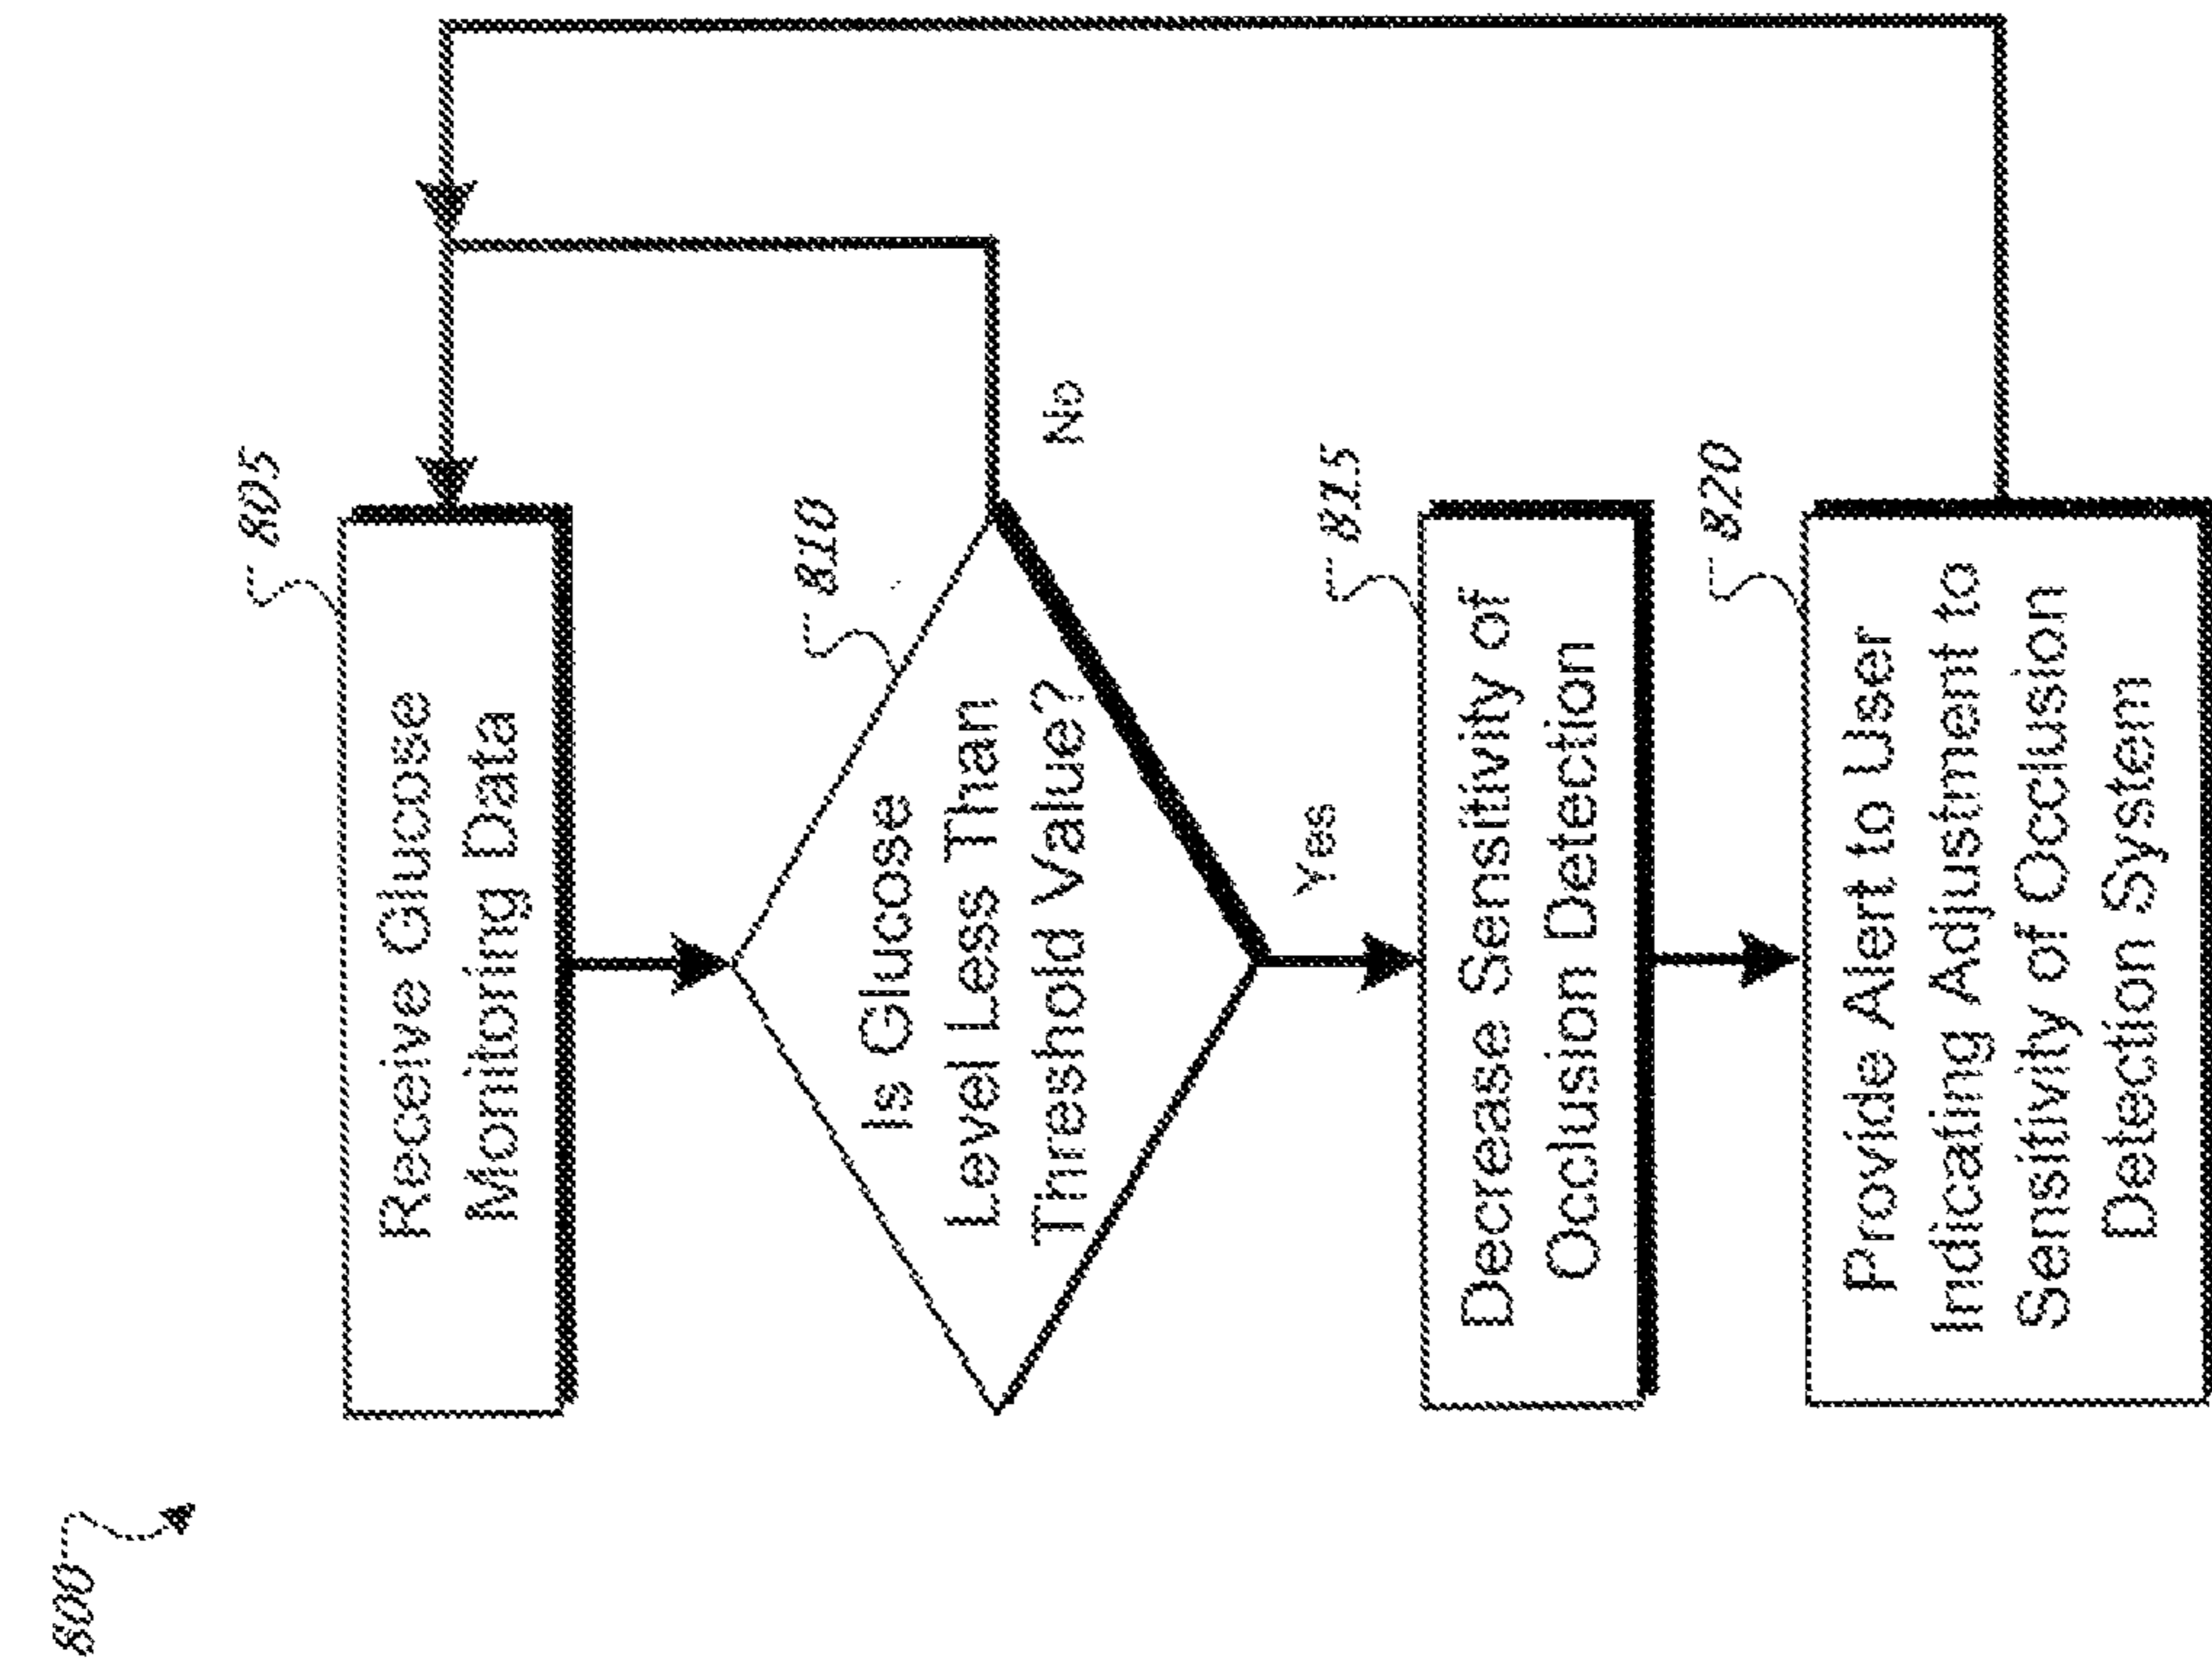 800
805
Receive Glucose
Monitoring Data
810
Is Glucose
Level Less Than
Threshold Value?
No
Yes
815
Decrease Sensitivity of
Occlusion Detection
820
Provide Alert to User
Indicating Adjustment to
Sensitivity of Occlusion
Detection System